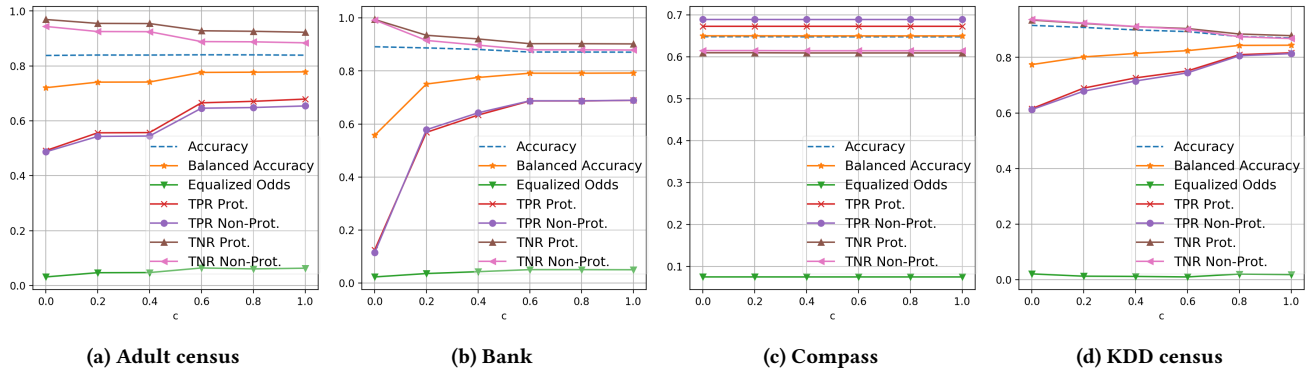 1.0
0.8
0.6
0.4
0.2
0.0
Accuracy
Balanced Accuracy
Equalized Odds
TPR Prot.
TPR Non-Prot.
TNR Prot.
TNR Non-Prot.
0.0 0.2 0.4 0.6 0.8 1.0
c
(a) Adult census
1.0
0.8
0.6
0.4
0.2
0.0
Accuracy
Balanced Accuracy
Equalized Odds
TPR Prot.
TPR Non-Prot.
TNR Prot.
TNR Non-Prot.
0.0 0.2 0.4 0.6 0.8 1.0
c
(b) Bank
0.7
0.6
0.5
0.4
0.3
0.2
0.1
Accuracy
Balanced Accuracy
Equalized Odds
TPR Prot.
TPR Non-Prot.
TNR Prot.
TNR Non-Prot.
0.0 0.2 0.4 0.6 0.8 1.0
c
(c) Compass
0.8
0.6
0.4
0.2
0.0
Accuracy
Balanced Accuracy
Equalized Odds
TPR Prot.
TPR Non-Prot.
TNR Prot.
TNR Non-Prot.
0.0 0.2 0.4 0.6 0.8 1.0
c
(d) KDD census